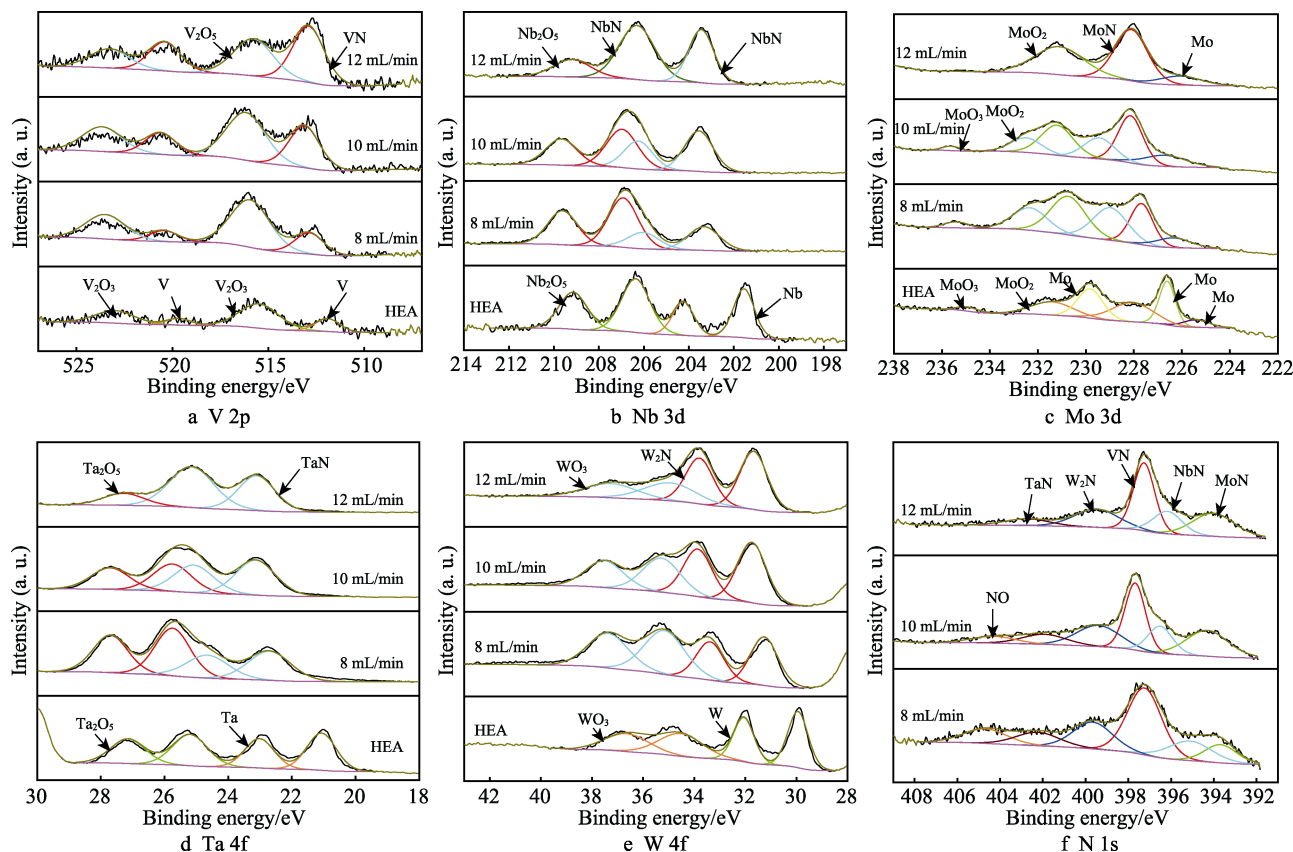 Intensity (a. u.)
V₂O₅
VN
12 mL/min
10 mL/min
8 mL/min
V₂O₃
V
V₂O₃
V
HEA
525 520 515 510
Binding energy/eV
a V 2p
Intensity (a. u.)
Nb₂O₅
NbN
NbN
12 mL/min
10 mL/min
8 mL/min
Nb₂O₅
Nb
HEA
214 212 210 208 206 204 202 200 198
Binding energy/eV
b Nb 3d
Intensity (a. u.)
MoO₂
MoN
Mo
12 mL/min
MoO₃
MoO₂
10 mL/min
8 mL/min
HEA
MoO₃
MoO₂
Mo
Mo
Mo
238 236 234 232 230 228 226 224 222
Binding energy/eV
c Mo 3d
Intensity (a. u.)
Ta₂O₅
TaN
12 mL/min
10 mL/min
8 mL/min
Ta₂O₅
Ta
HEA
30 28 26 24 22 20 18
Binding energy/eV
d Ta 4f
Intensity (a. u.)
12 mL/min
WO₃
W₂N
10 mL/min
8 mL/min
HEA
WO₃
W
42 40 38 36 34 32 30 28
Binding energy/eV
e W 4f
Intensity (a. u.)
VN
TaN
W₂N
NbN
MoN
12 mL/min
NO
10 mL/min
8 mL/min
408 406 404 402 400 398 396 394 392
Binding energy/eV
f N 1s